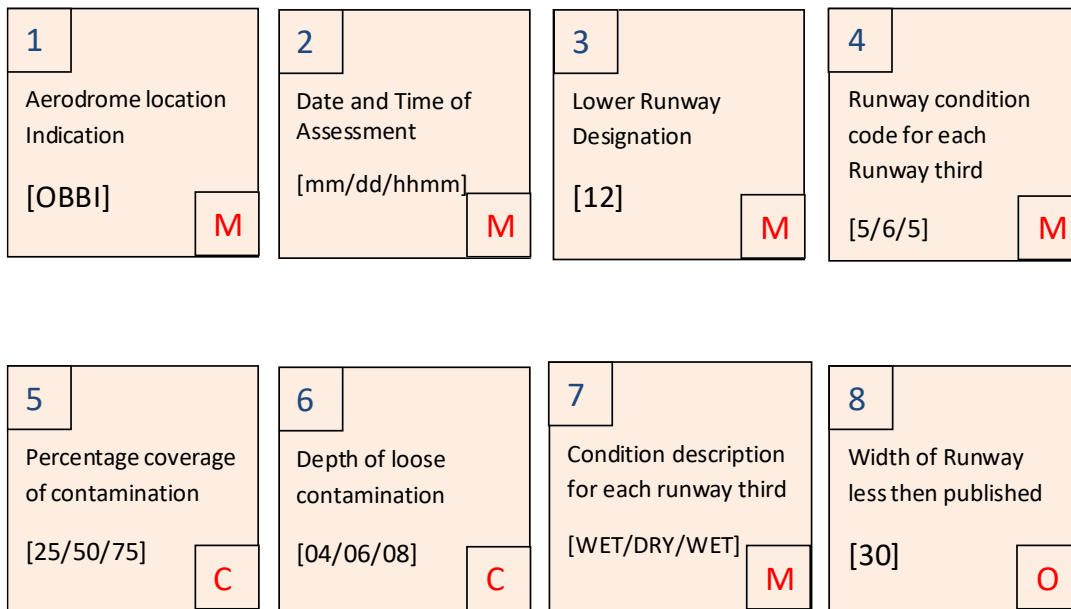 1
Aerodrome location
Indication
[OBBI]
M
2
Date and Time of
Assessment
[mm/dd/hhmm]
M
3
Lower Runway
Designation
[12]
M
4
Runway condition
code for each
Runway third
[5/6/5]
M
5
Percentage coverage
of contamination
[25/50/75]
C
6
Depth of loose
contamination
[04/06/08]
C
7
Condition description
for each runway third
[WET/DRY/WET]
M
8
Width of Runway
less then published
[30]
O